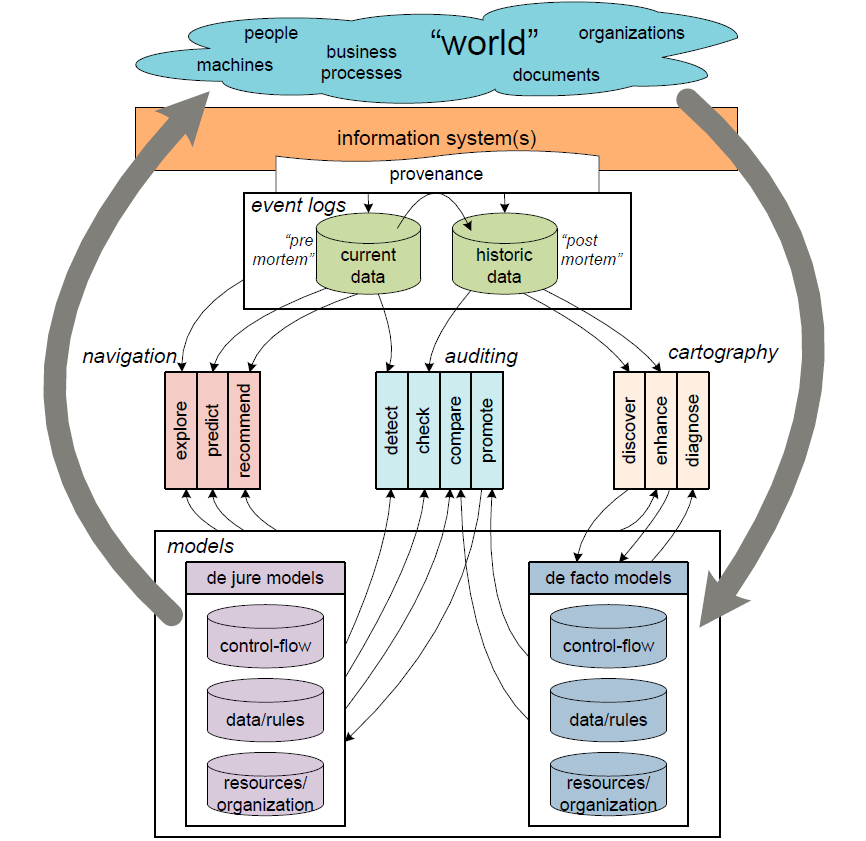 people
"world"
organizations
machines
business
processes
documents
information system(s)
provenance
event logs
"pre
mortem"
current
data
historic
data
"post
mortem"
navigation
auditing
cartography
explore
predict
recommend
detect
check
compare
promote
discover
enhance
diagnose
models
de jure models
de facto models
control-flow
control-flow
data/rules
data/rules
resources/
organization
resources/
organization